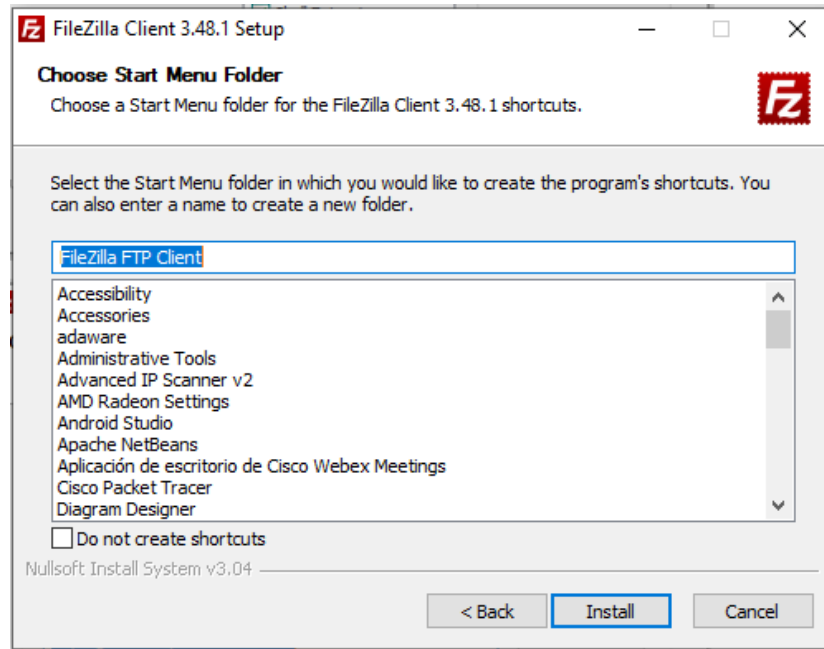 FileZilla Client 3.48.1 Setup
Choose Start Menu Folder
Choose a Start Menu folder for the FileZilla Client 3.48.1 shortcuts.
Select the Start Menu folder in which you would like to create the program's shortcuts. You
can also enter a name to create a new folder.
FileZilla FTP Client
Accessibility
Accessories
adaware
Administrative Tools
Advanced IP Scanner v2
AMD Radeon Settings
Android Studio
Apache NetBeans
Aplicación de escritorio de Cisco Webex Meetings
Cisco Packet Tracer
Diagram Designer
Do not create shortcuts
Nullsoft Install System v3.04
< Back Install Cancel